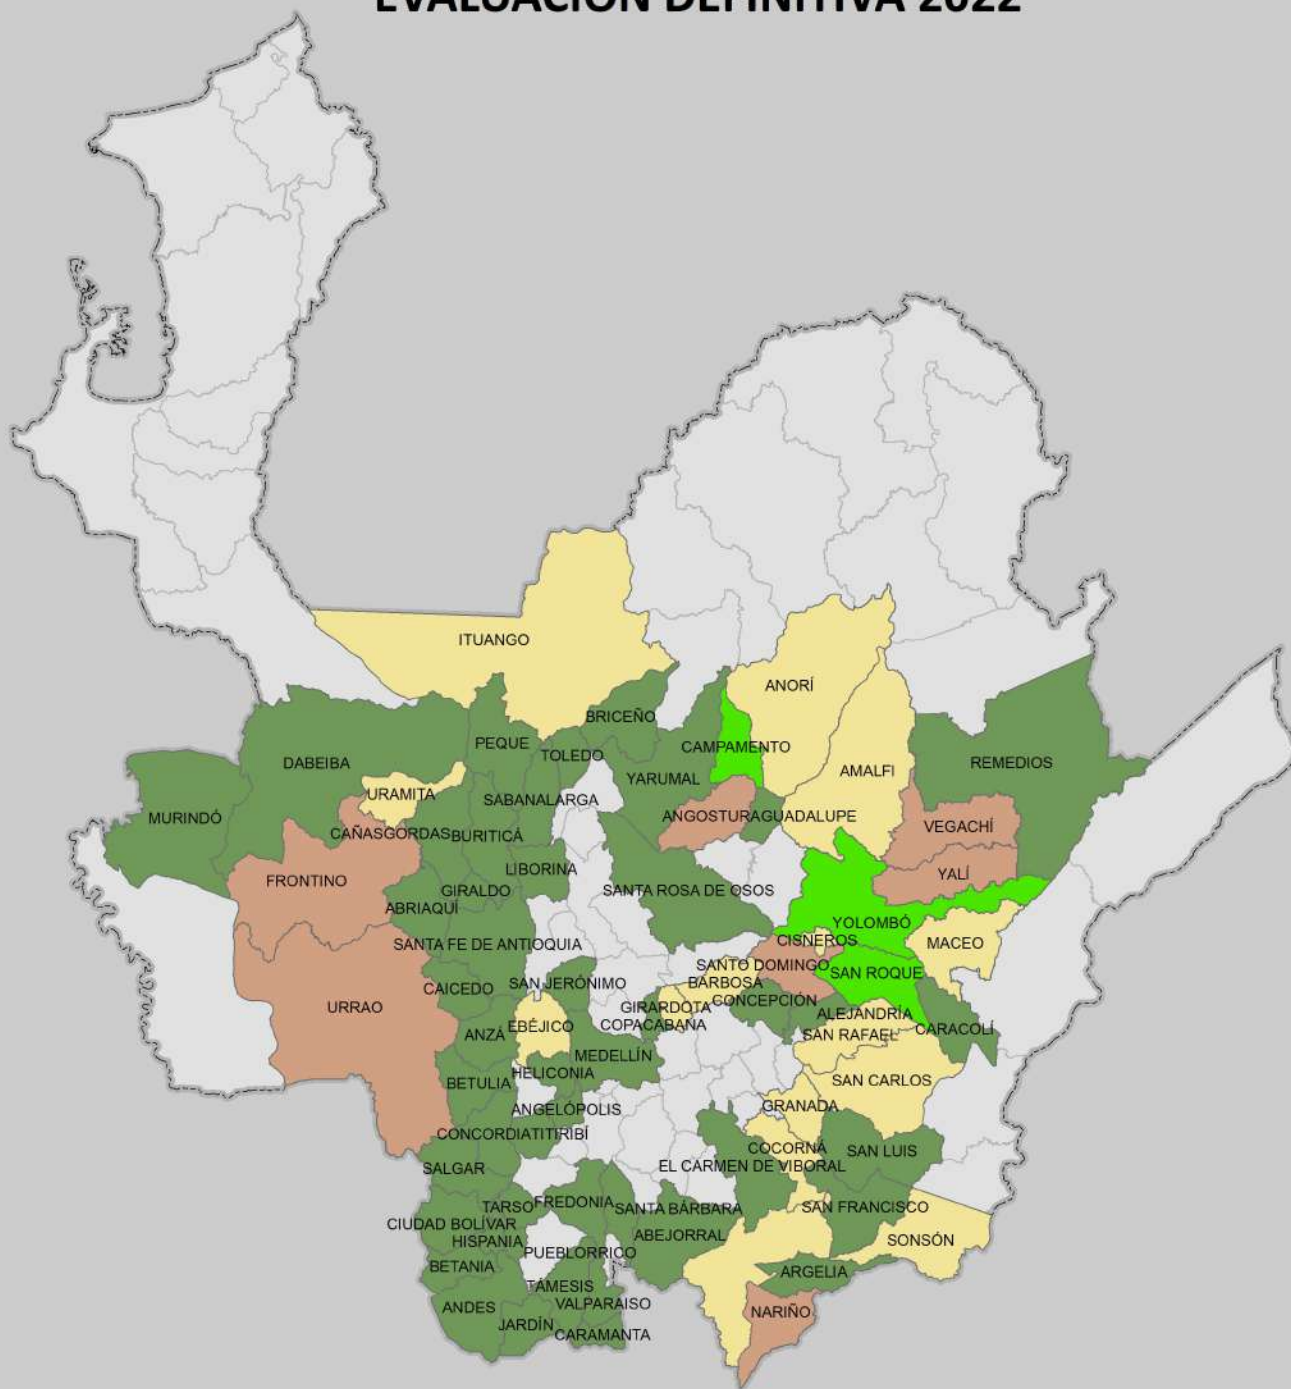 EVALUACIÓN DEFINITIVA 2022
ITUANGO
ANORÍ
BRICEÑO
PEQUE
CAMPAMENTO
TOLEDO
DABEIBA
REMEDIOS
AMALFI
YARUMAL
URAMITA
SABANALARGA
MURINDÓ
ANGOSTURA
GUADALUPE
VEGACHÍ
CAÑASGORDAS
BURITICÁ
LIBORINA
YALÍ
FRONTINO
GIRALDO
SANTA ROSA DE OSOS
ABRIAQUÍ
YOLOMBÓ
SANTA FE DE ANTIOQUIA
CISNEROS
MACEO
SANTO DOMINGO
SAN ROQUE
SAN JERÓNIMO
BARBOSA
CAICEDO
CONCEPCIÓN
URRAO
GIRARDOTA
ALEJANDRÍA
COPACABANA
EBÉJICO
CARACOLÍ
ANZÁ
SAN RAFAEL
MEDELLÍN
HELICONIA
SAN CARLOS
BETULIA
GRANADA
ANGELÓPOLIS
CONCORDIA
TITIRIBÍ
COCORNÁ
SAN LUIS
SALGAR
EL CARMEN DE VIBORAL
TARSO
FREDONIA
SANTA BÁRBARA
SAN FRANCISCO
CIUDAD BOLÍVAR
ABEJORRAL
HISPANIA
SONSÓN
PUEBLORRICO
BETANIA
ARGELIA
TÁMESIS
ANDES
VALPARAISO
NARIÑO
JARDÍN
CARAMANTA